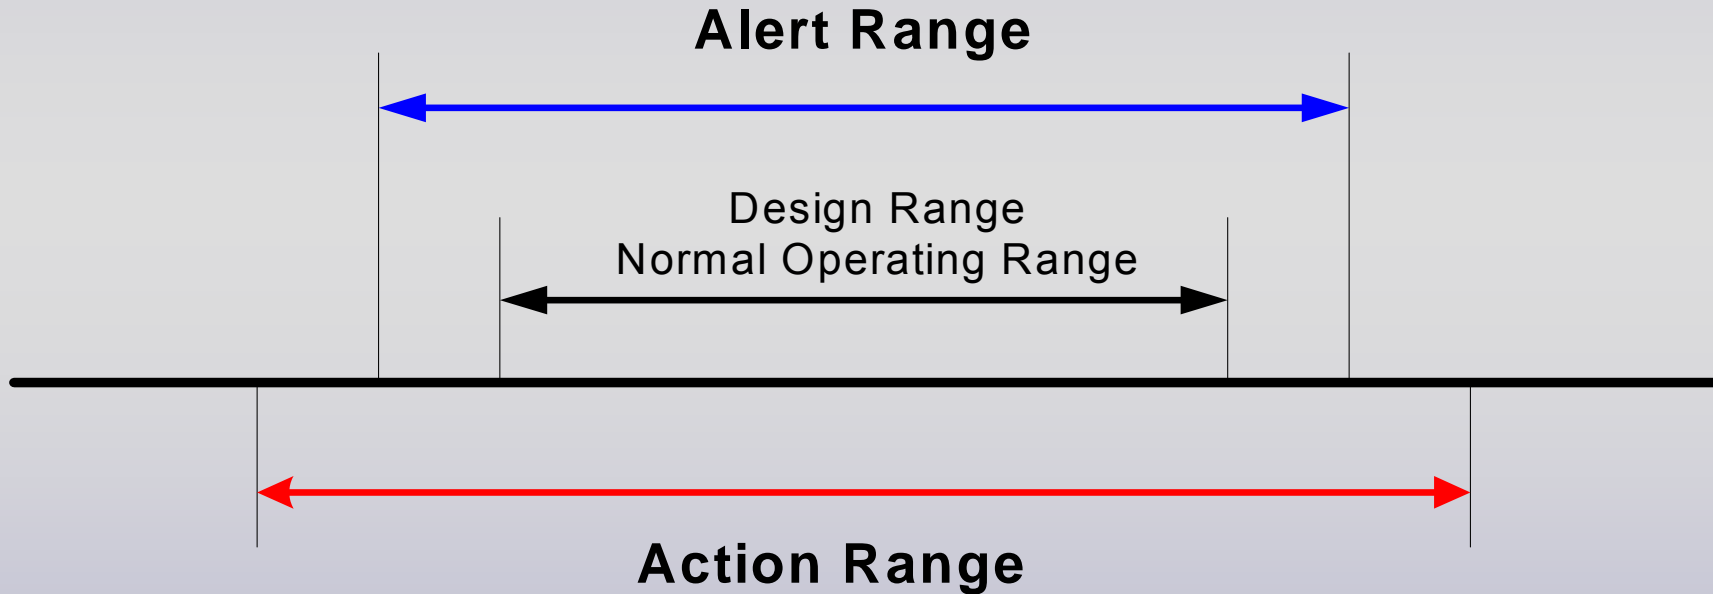 Alert Range
Design Range
Normal Operating Range
Action Range